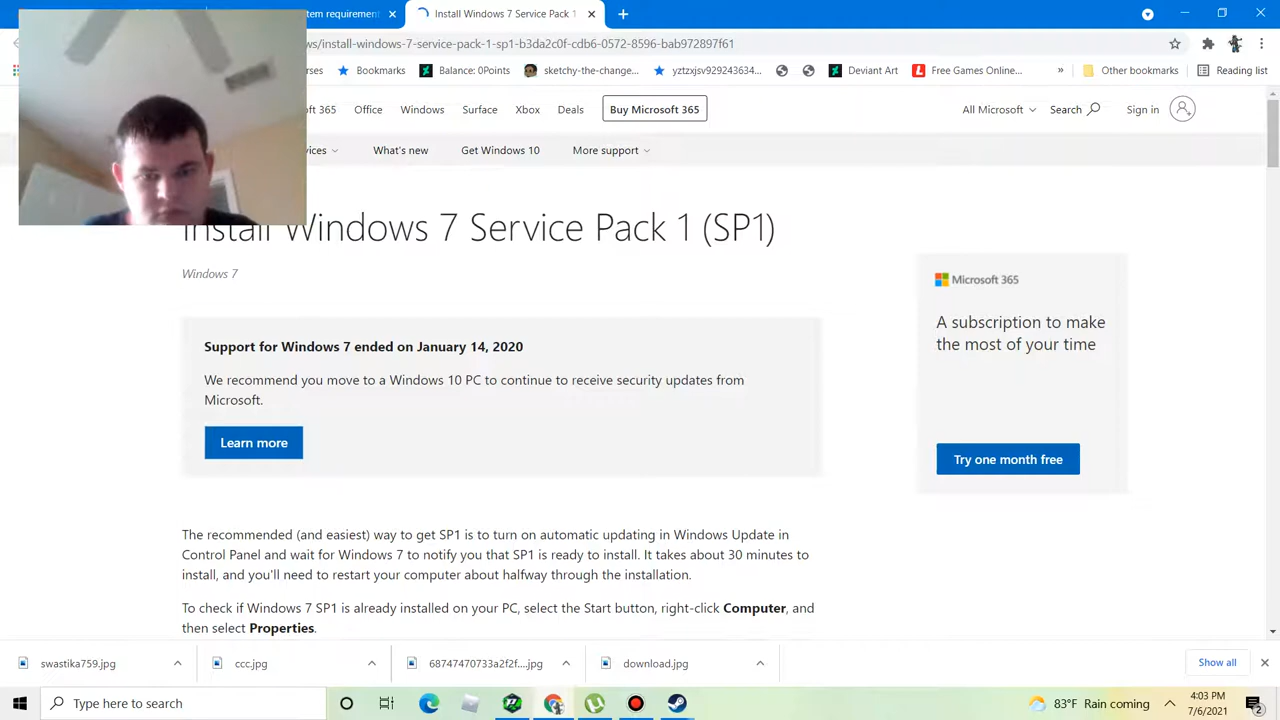 tem requirement
Install Windows 7 Service Pack 1
ws/install-windows-7-service-pack-1-sp1-b3da2c0f-cdb6-0572-8596-bab972897f61
Bookmarks
Balance: 0Points
sketchy-the-change...
yztzxjsv929243634...
Deviant Art
Free Games Online...
»
Other bookmarks
Reading list
Office
Windows
Surface
Xbox
Deals
Buy Microsoft 365
All Microsoft
Search
Sign in
What's new
Get Windows 10
More support
Install Windows 7 Service Pack 1 (SP1)
Windows 7
Support for Windows 7 ended on January 14, 2020
We recommend you move to a Windows 10 PC to continue to receive security updates from
Microsoft.
Learn more
Microsoft 365
A subscription to make
the most of your time
Try one month free
The recommended (and easiest) way to get SP1 is to turn on automatic updating in Windows Update in
Control Panel and wait for Windows 7 to notify you that SP1 is ready to install. It takes about 30 minutes to
install, and you'll need to restart your computer about halfway through the installation.
To check if Windows 7 SP1 is already installed on your PC, select the Start button, right-click Computer, and
then select Properties.
swastika759.jpg
ccc.jpg
68747470733a2f2f....jpg
download.jpg
Show all
Type here to search
83°F Rain coming
4:03 PM
7/6/2021
2